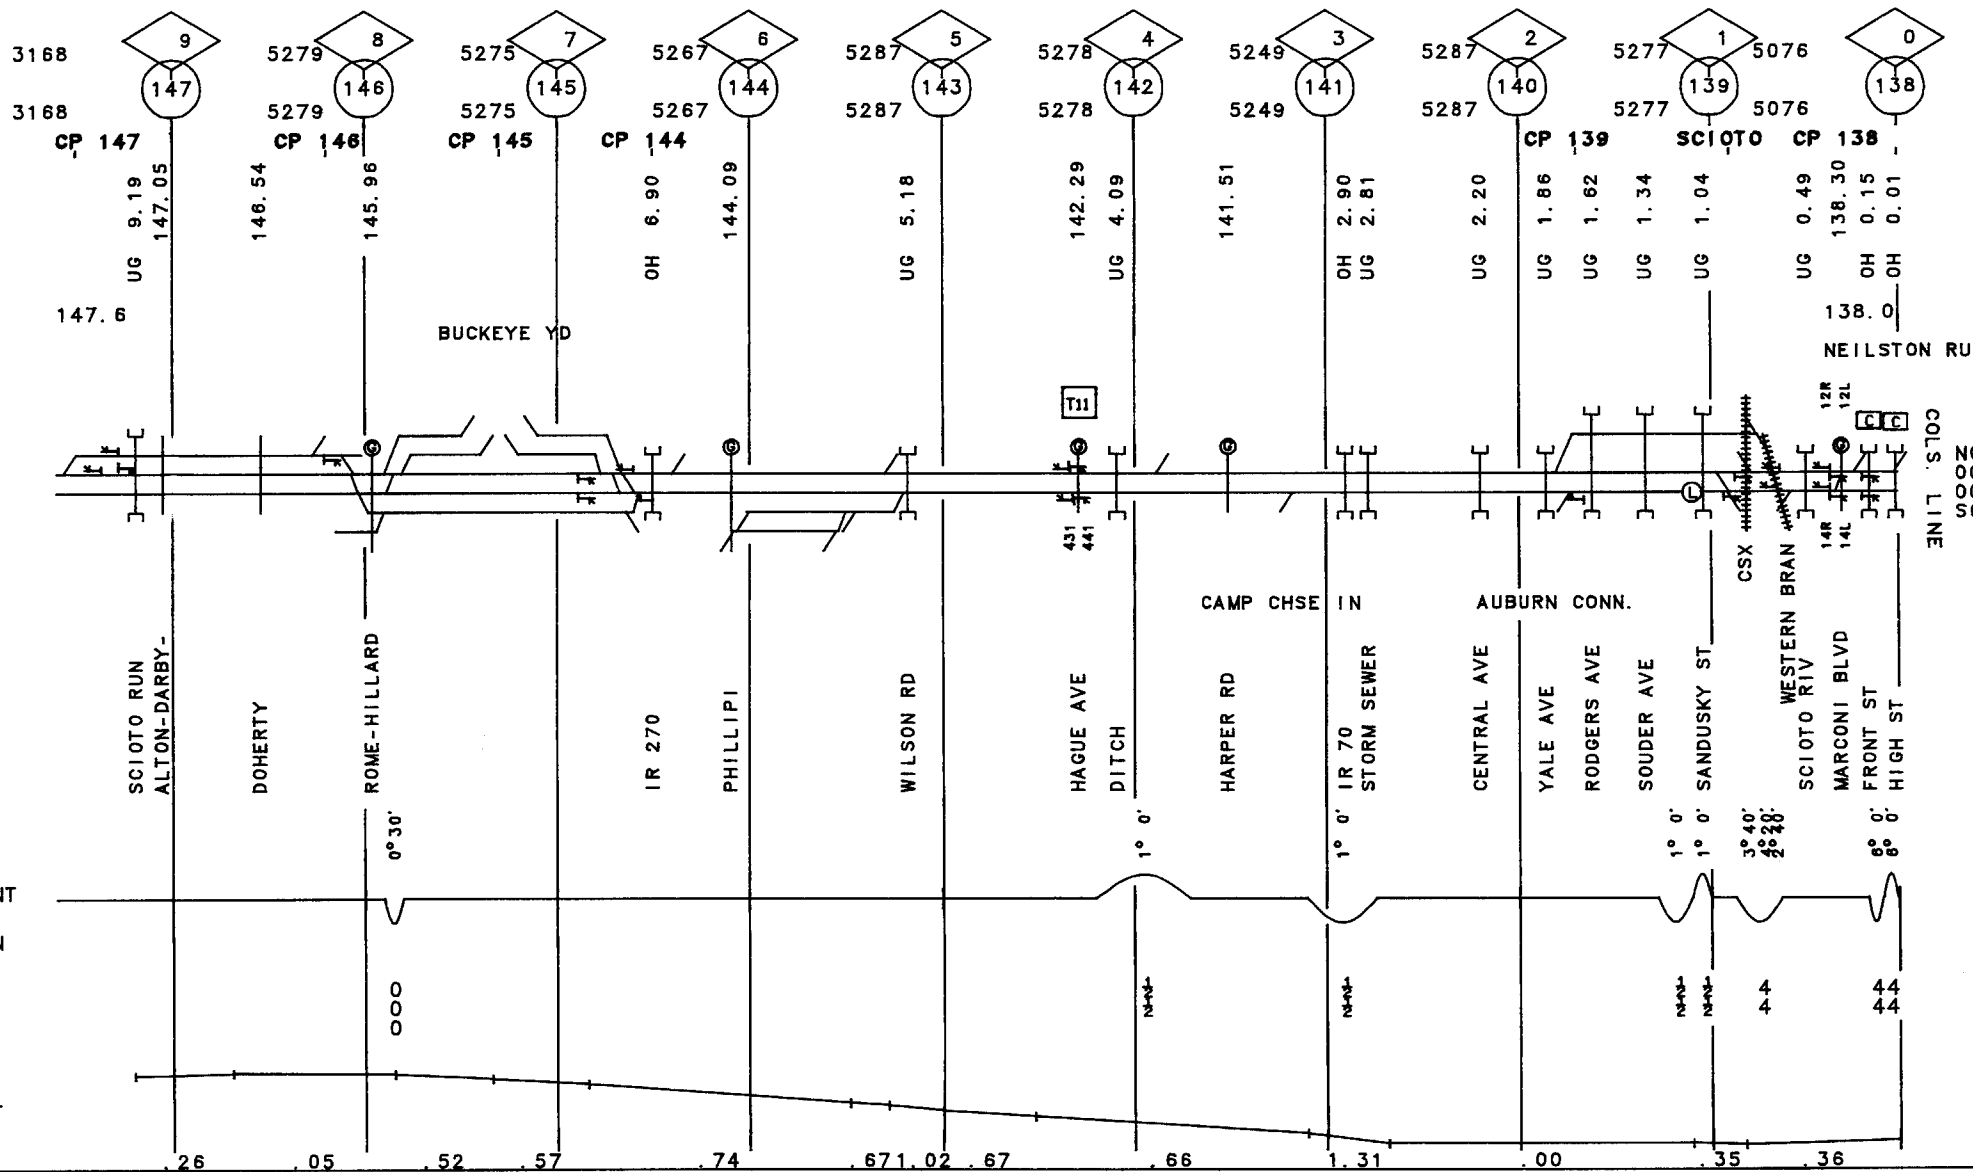 9 8 7 6 5 4 3 2 1 0
3168 5279 5275 5267 5287 5278 5249 5287 5277 5076
147 146 145 144 143 142 141 140 139 138
3168 5279 5275 5267 5287 5278 5249 5287 5277 5076
CP 147 CP 146 CP 145 CP 144 CP 139 SCIOTO CP 138
UG 9.19
147.05
146.54
145.96
OH 6.90
144.09
UG 5.18
142.29
UG 4.09
141.51
OH 2.90
UG 2.81
UG 2.20
UG 1.86
UG 1.62
UG 1.34
UG 1.04
UG 0.49
138.30
OH 0.15
OH 0.01
147.6
138.0
BUCKEYE YD
NEILSTON RU
T11
12R
12L
C C
G G G G G
L
COLS. LINE
431
441
14R
14L
CSX
WESTERN BRAN
CAMP CHSE IN
AUBURN CONN.
SCIOTO RUN
ALTON-DARBY-
DOHERTY
ROME-HILLARD
IR 270
PHILLIPI
WILSON RD
HAGUE AVE
DITCH
HARPER RD
IR 70
STORM SEWER
CENTRAL AVE
YALE AVE
RODGERS AVE
SOUDER AVE
SANDUSKY ST
SCIOTO RIV
MARCONI BLVD
FRONT ST
HIGH ST
0°30'
1° 0'
1° 0'
1° 0'
1° 0'
3°40'
4°20'
2°40'
NT
N
0
0
0
4
4
44
44
.26 .05 .52 .57 .74 .67 1.02 .67 .66 1.31 .00 .35 .36